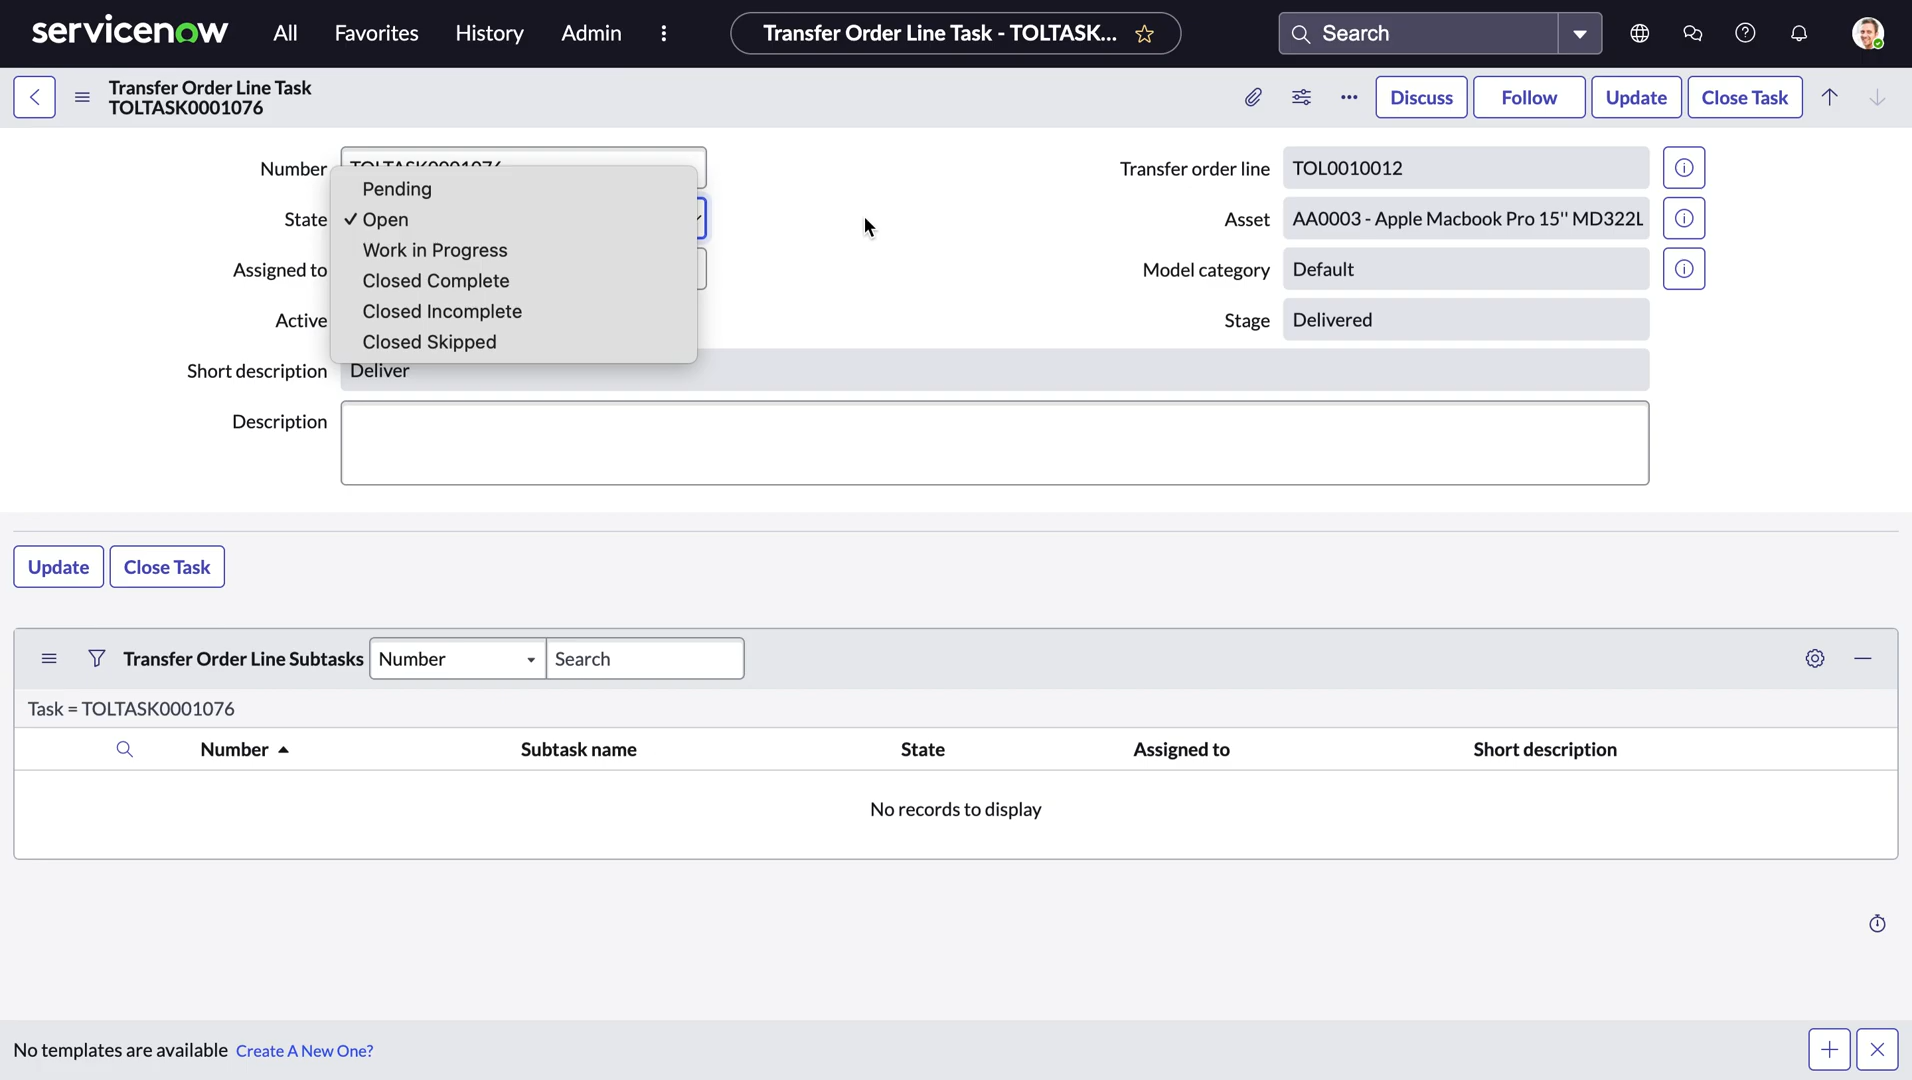 servicenow All Favorites History Admin Transfer Order Line Task - TOLTASK... Search
Transfer Order Line Task
TOLTASK0001076
Discuss Follow Update Close Task
Number TOLTASK0001076
Pending
State ✓ Open
Work in Progress
Assigned to
Closed Complete
Closed Incomplete
Active
Closed Skipped
Short description Deliver
Description
Transfer order line TOL0010012
Asset AA0003 - Apple Macbook Pro 15" MD322L
Model category Default
Stage Delivered
Update Close Task
Transfer Order Line Subtasks Number Search
Task = TOLTASK0001076
Number Subtask name State Assigned to Short description
No records to display
No templates are available Create A New One?